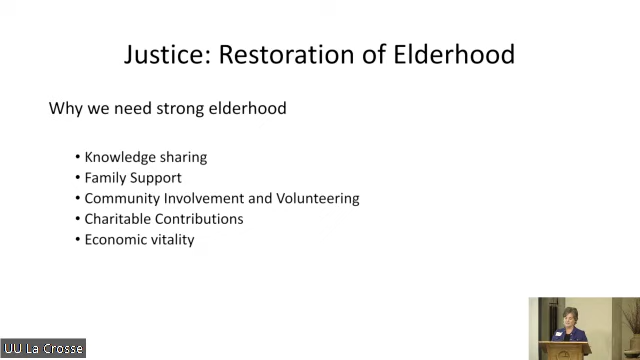 Justice: Restoration of Elderhood
Why we need strong elderhood
• Knowledge sharing
• Family Support
• Community Involvement and Volunteering
• Charitable Contributions
• Economic vitality
UU La Crosse